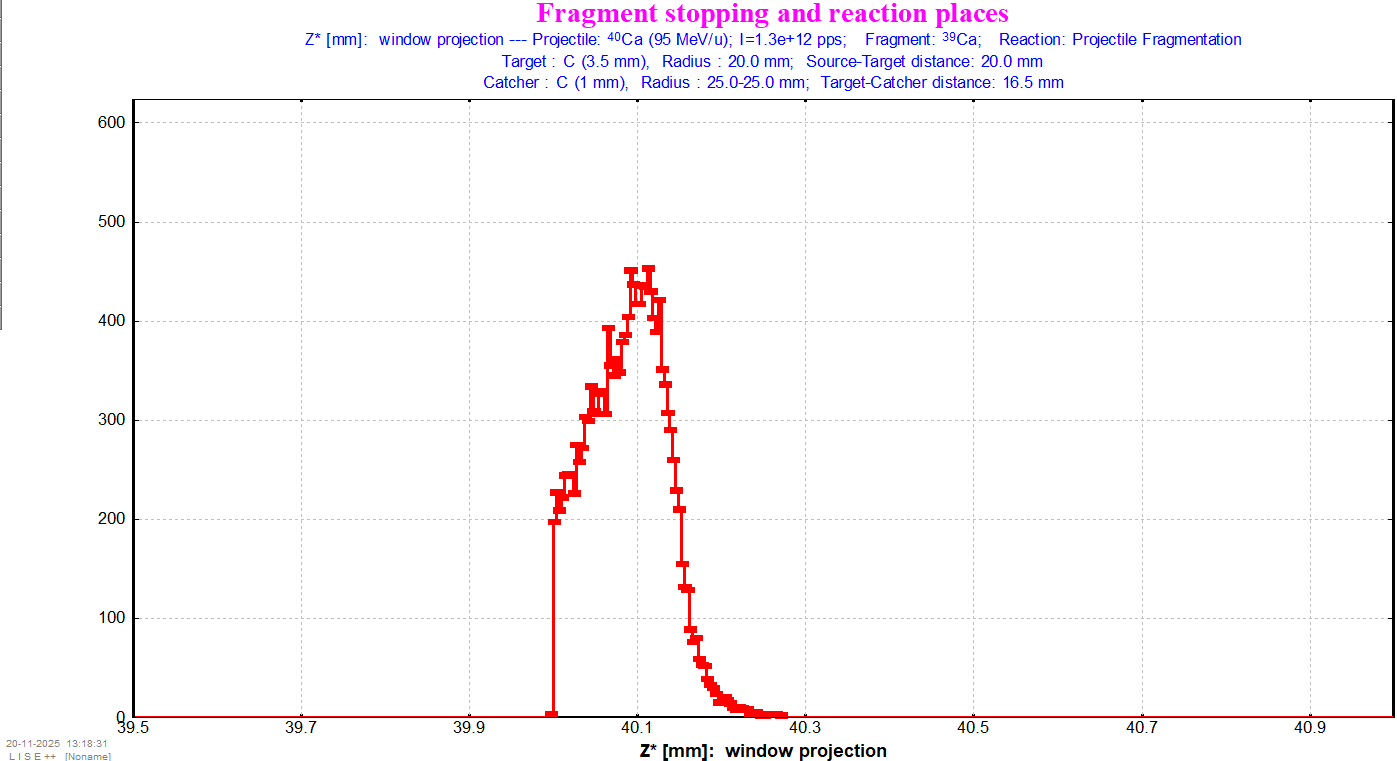 Fragment stopping and reaction places
Z* [mm]: window projection --- Projectile: ⁴⁰Ca (95 MeV/u); I=1.3e+12 pps; Fragment: ³⁹Ca; Reaction: Projectile Fragmentation
Target : C (3.5 mm), Radius : 20.0 mm; Source-Target distance: 20.0 mm
Catcher : C (1 mm), Radius : 25.0-25.0 mm; Target-Catcher distance: 16.5 mm
600
500
400
300
200
100
0
39.5 39.7 39.9 40.1 40.3 40.5 40.7 40.9
Z* [mm]: window projection
20-11-2025 13:18:31
L I S E ++ [Noname]